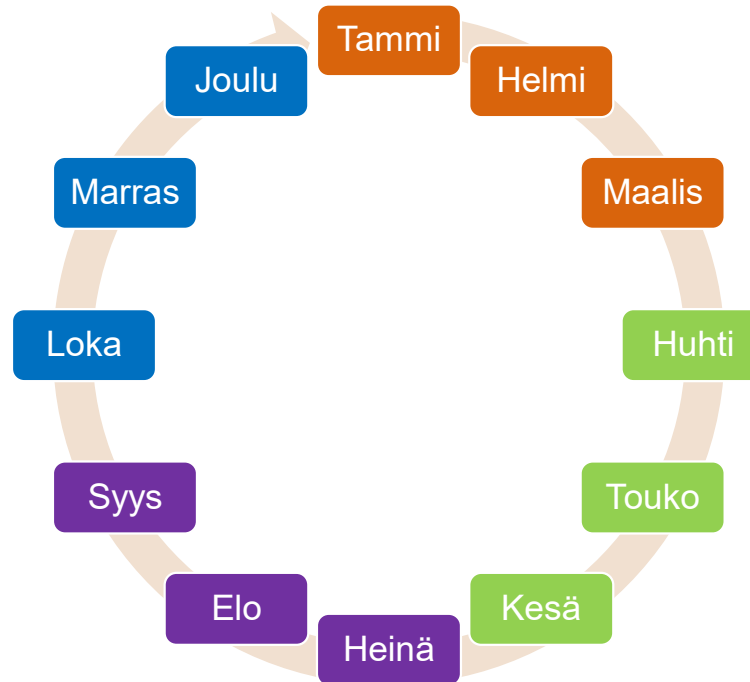 Tammi
Helmi
Maalis
Huhti
Touko
Kesä
Heinä
Elo
Syys
Loka
Marras
Joulu